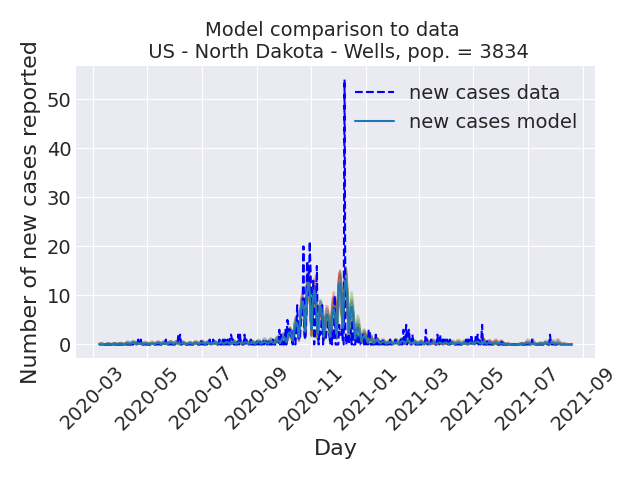 Model comparison to data
US - North Dakota - Wells, pop. = 3834
new cases data
new cases model
Number of new cases reported
50
40
30
20
10
0
2020-03
2020-05
2020-07
2020-09
2020-11
2021-01
2021-03
2021-05
2021-07
2021-09
Day